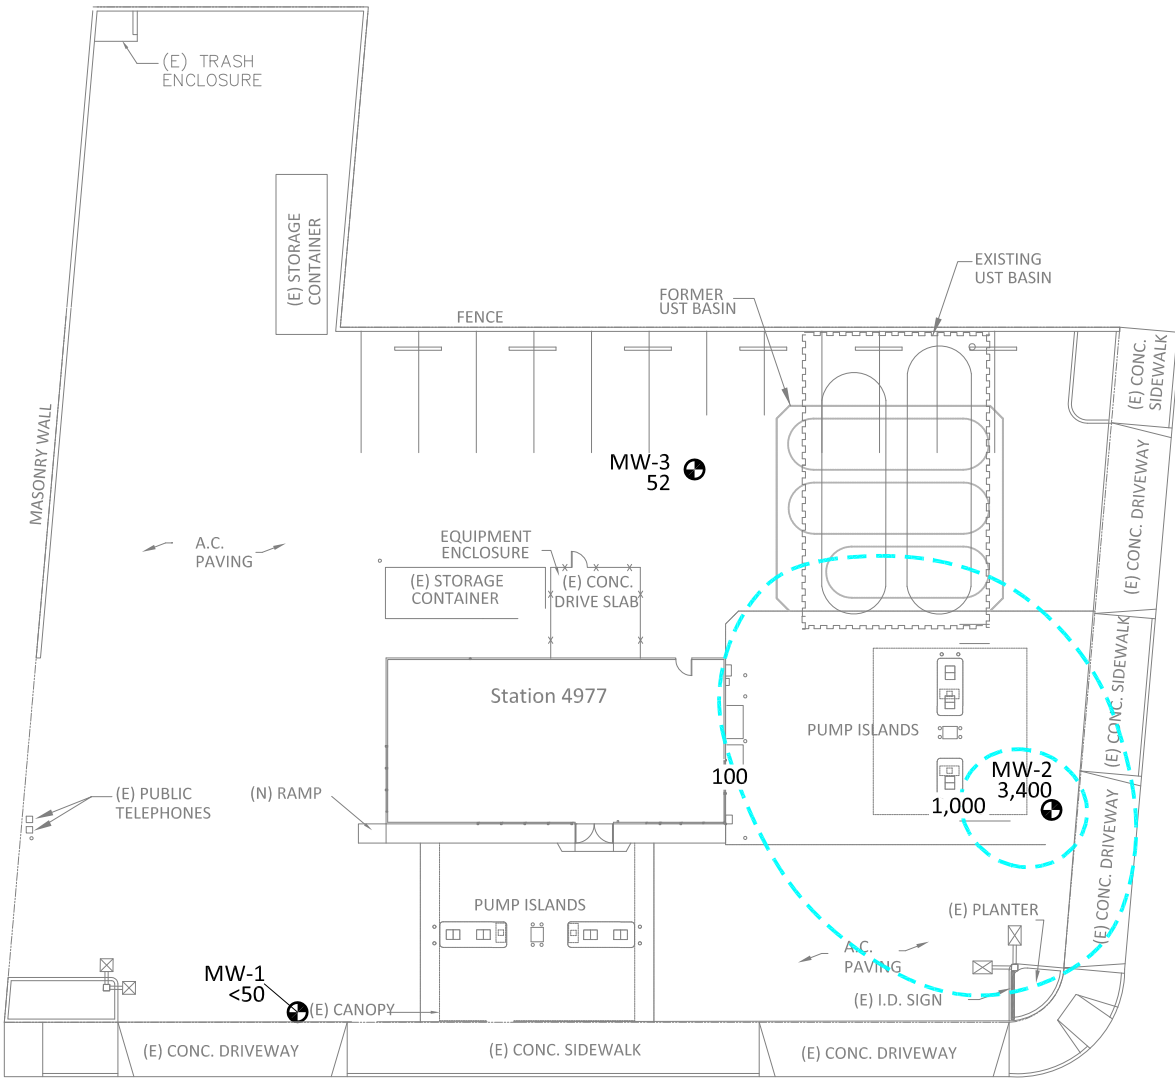 (E) TRASH
ENCLOSURE
(E) STORAGE
CONTAINER
EXISTING
UST BASIN
FORMER
UST BASIN
FENCE
(E) CONC.
SIDEWALK
MASONRY WALL
MW-3
52
(E) CONC. DRIVEWAY
A.C.
PAVING
EQUIPMENT
ENCLOSURE
(E) STORAGE
CONTAINER
(E) CONC.
DRIVE SLAB
(E) CONC. SIDEWALK
Station 4977
PUMP ISLANDS
100
MW-2
3,400
1,000
(E) PUBLIC
TELEPHONES
(N) RAMP
(E) CONC. DRIVEWAY
PUMP ISLANDS
(E) PLANTER
A.C.
PAVING
MW-1
<50
(E) CANOPY
(E) I.D. SIGN
(E) CONC. DRIVEWAY
(E) CONC. SIDEWALK
(E) CONC. DRIVEWAY